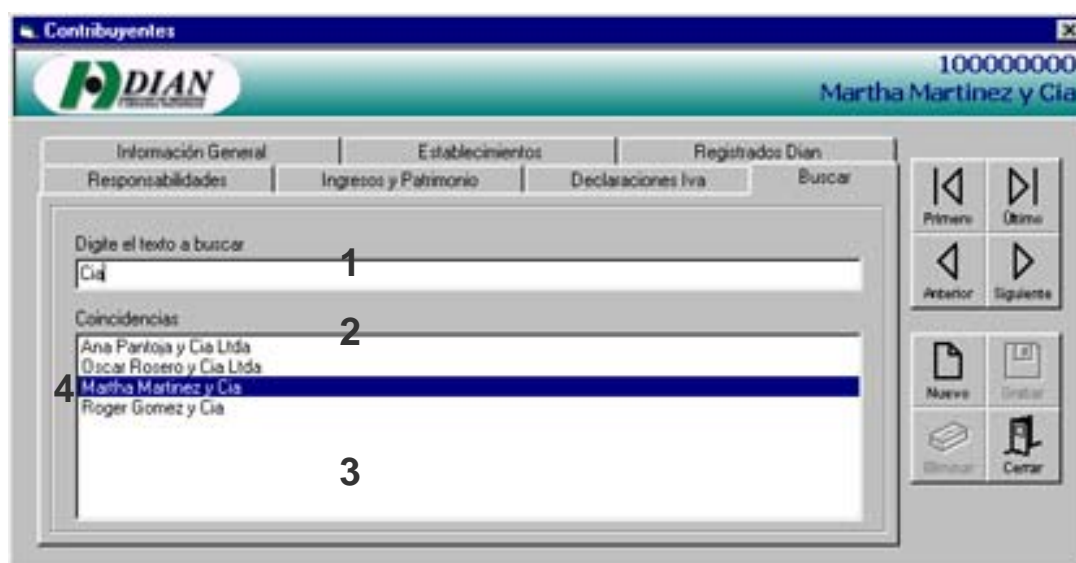 Contribuyentes
DIAN
100000000
Martha Martinez y Cia
Información General Establecimientos Registrados Dian
Responsabilidades Ingresos y Patrimonio Declaraciones Iva Buscar
Primero Último
Anterior Siguiente
Digite el texto a buscar
1
Cia
Coincidencias
2
Ana Pantoja y Cia Ltda
Oscar Rosero y Cia Ltda
4
Martha Martinez y Cia
Roger Gomez y Cia
3
Nuevo Grabar
Eliminar Cerrar